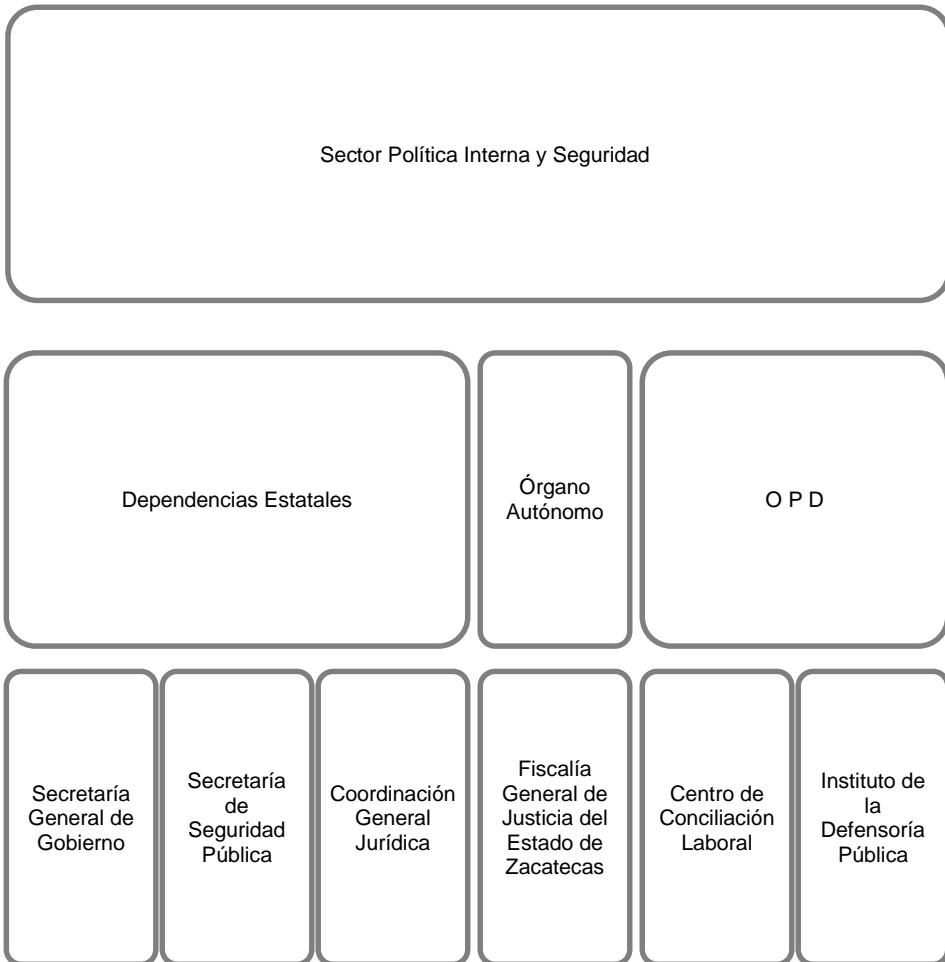 Sector Política Interna y Seguridad
Dependencias Estatales
Órgano
Autónomo
O P D
Secretaría
General de
Gobierno
Secretaría
de
Seguridad
Pública
Coordinación
General
Jurídica
Fiscalía
General de
Justicia del
Estado de
Zacatecas
Centro de
Conciliación
Laboral
Instituto de
la
Defensoría
Pública